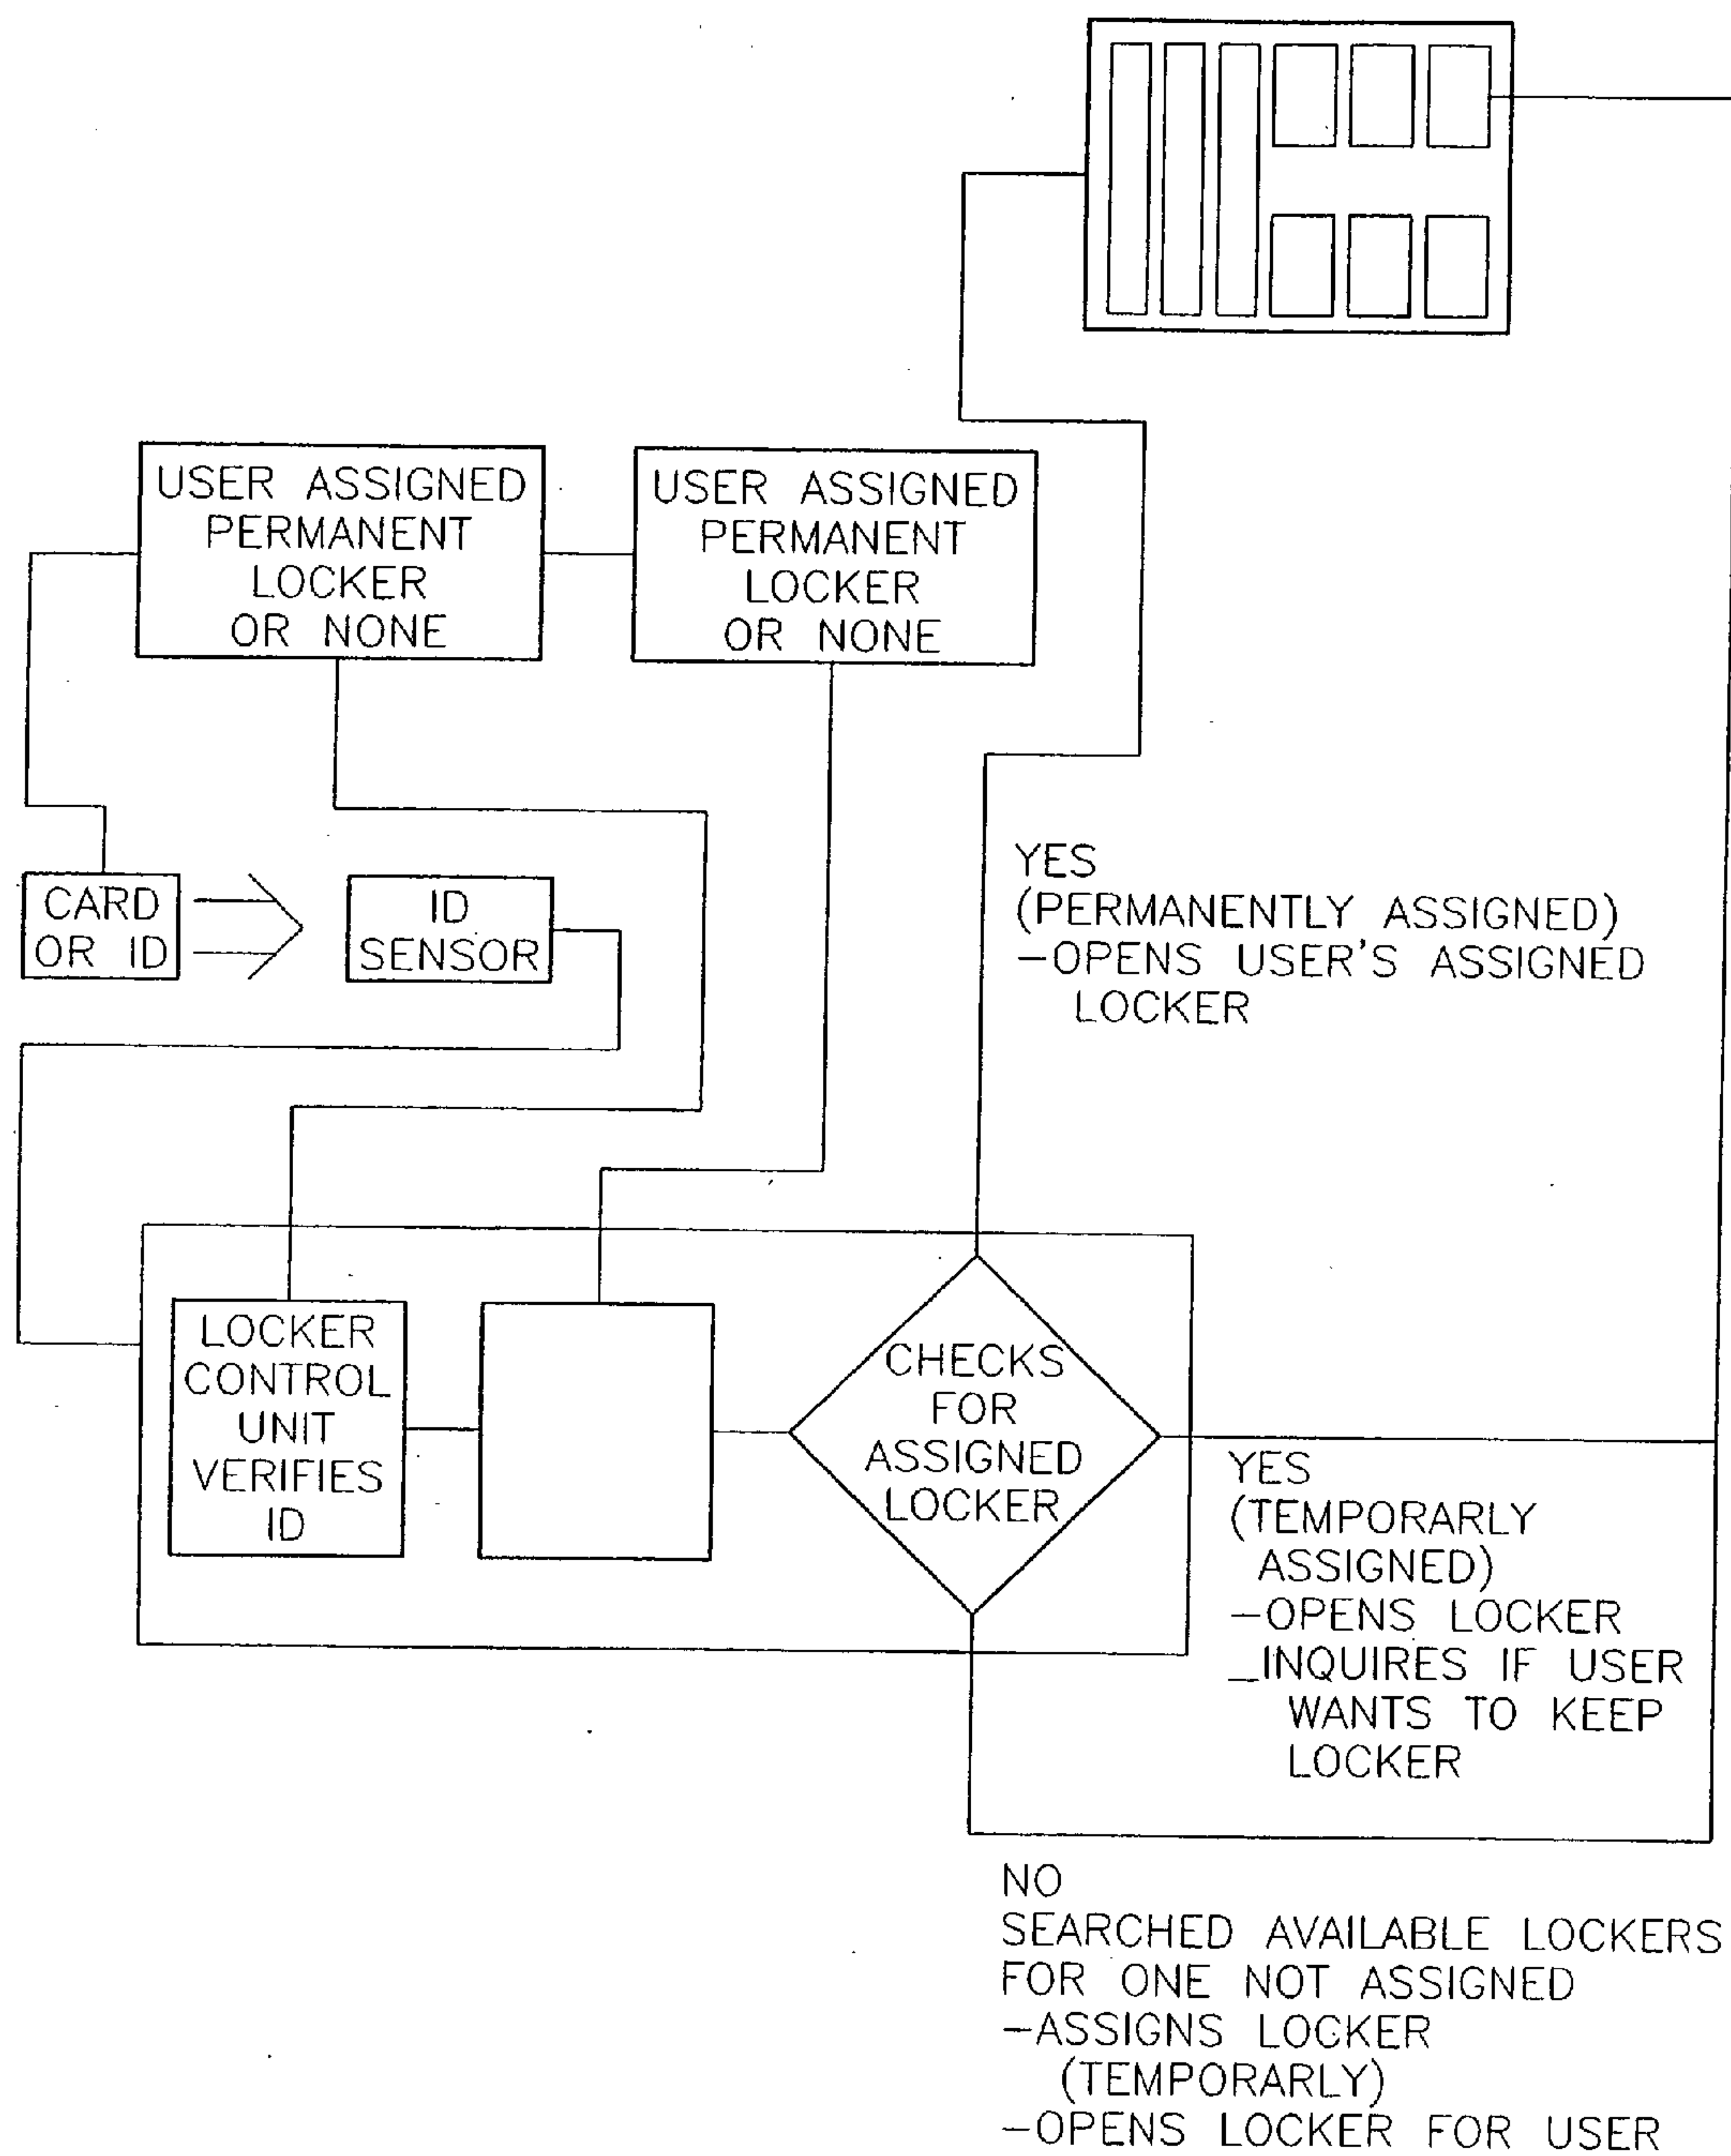 USER ASSIGNED
PERMANENT
LOCKER
OR NONE
USER ASSIGNED
PERMANENT
LOCKER
OR NONE
CARD
OR ID
ID
SENSOR
YES
(PERMANENTLY ASSIGNED)
-OPENS USER'S ASSIGNED
LOCKER
LOCKER
CONTROL
UNIT
VERIFIES
ID
CHECKS
FOR
ASSIGNED
LOCKER
YES
(TEMPORARLY
ASSIGNED)
-OPENS LOCKER
_INQUIRES IF USER
WANTS TO KEEP
LOCKER
NO
SEARCHED AVAILABLE LOCKERS
FOR ONE NOT ASSIGNED
-ASSIGNS LOCKER
(TEMPORARLY)
-OPENS LOCKER FOR USER